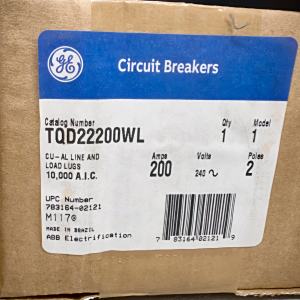 GE
Circuit Breakers
Catalog Number Qty Model
TQD22200WL 1 1
CU-AL LINE AND Amps Volts Poles
LOAD LUGS 200 240 ~ 2
10,000 A.I.C.
UPC Number
783164-02121
M117®
MADE IN BRAZIL
ABB Electrification
7 83164 02121 9